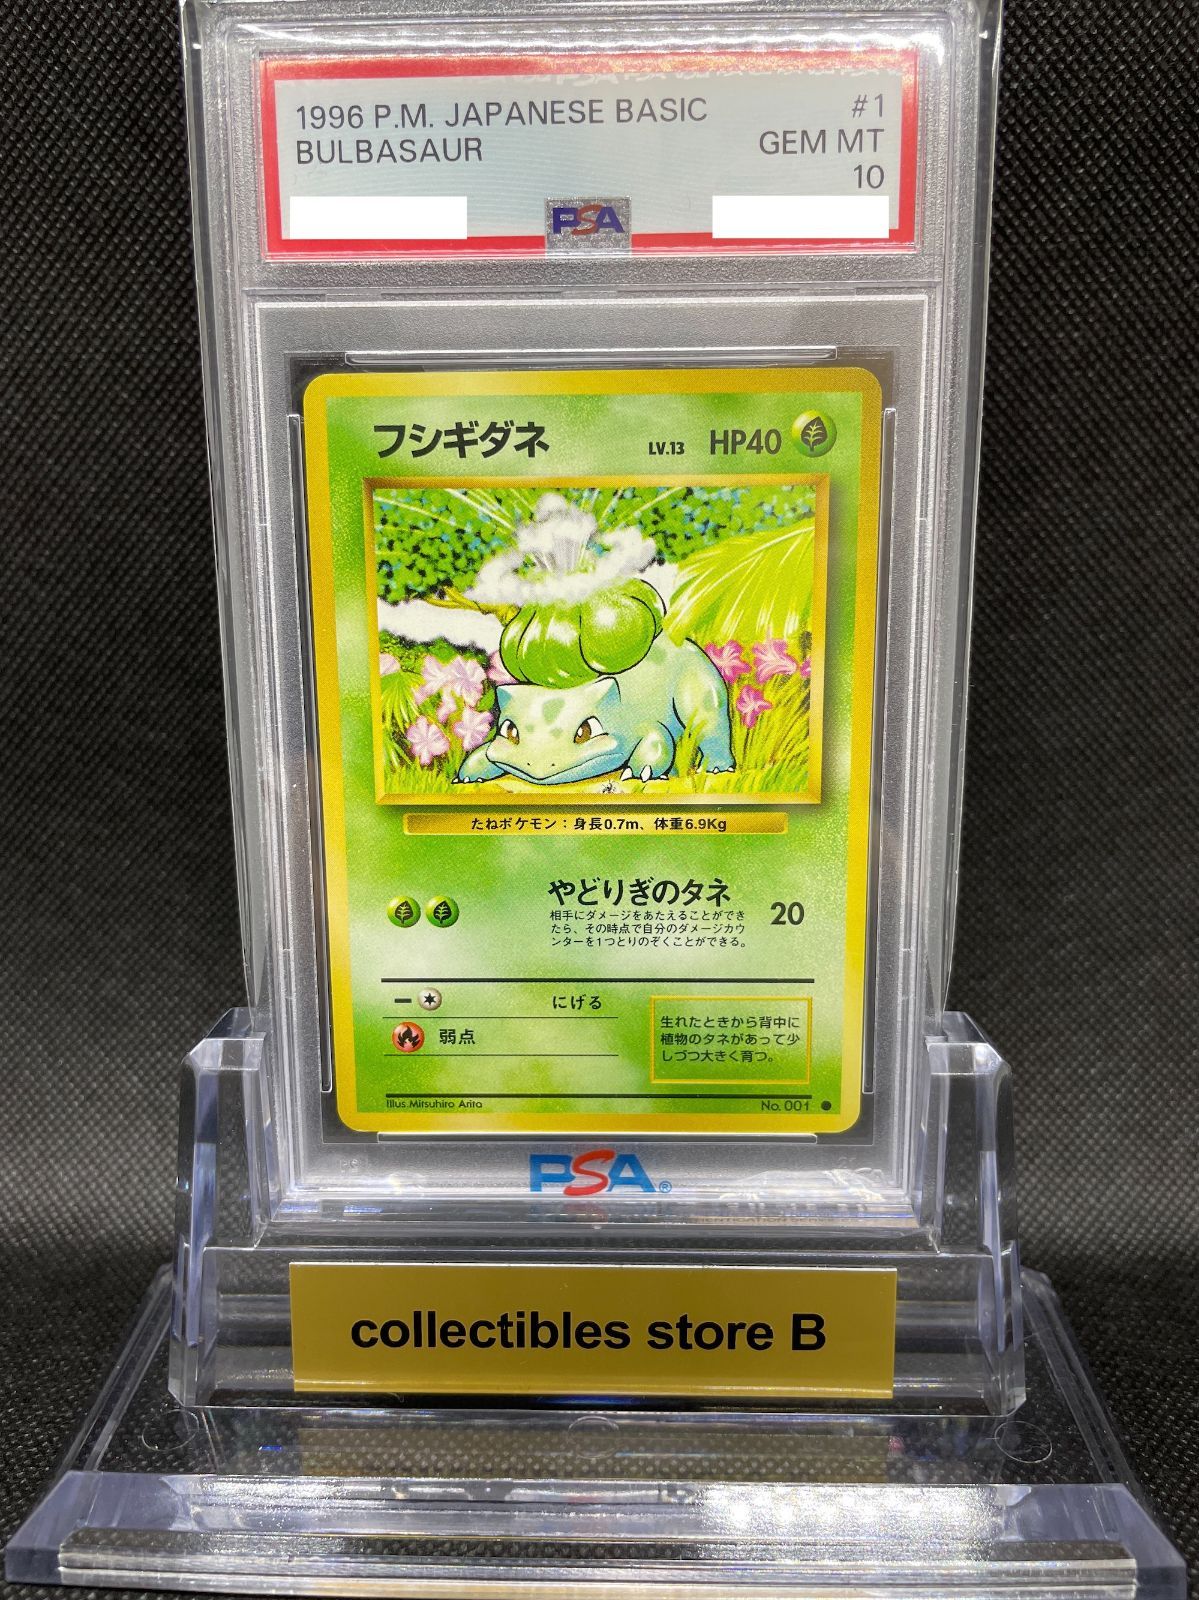 1996 P.M. JAPANESE BASIC #1
BULBASAUR GEM MT
10
PSA
フシギダネ LV.13 HP40
たねポケモン：身長0.7m、体重6.9Kg
やどりぎのタネ 20
相手にダメージをあたえることができ
たら、その時点で自分のダメージカウ
ンターを1つとりのぞくことができる。
にげる
弱点
生れたときから背中に
植物のタネがあって少
しづつ大きく育つ。
Illus.Mitsuhiro Arita No. 001
PSA®
collectibles store B